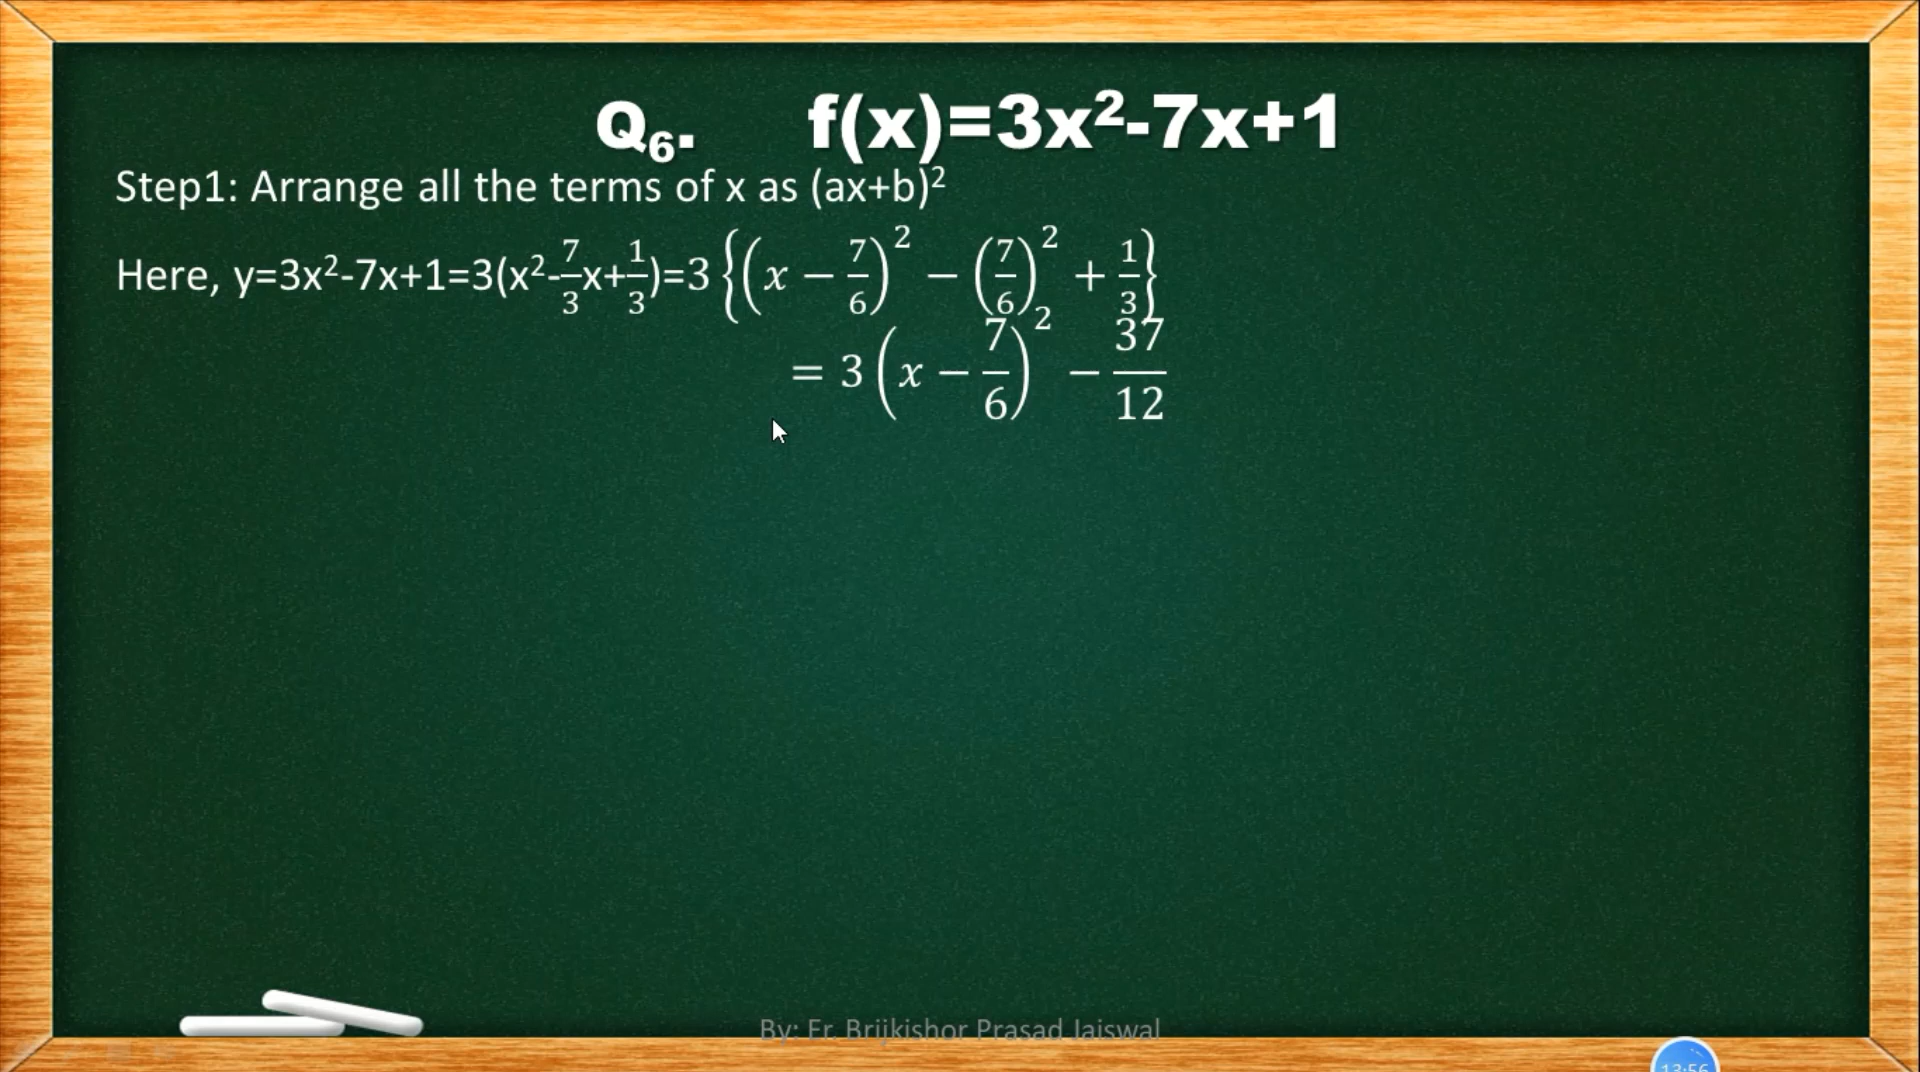 Q₆. f(x)=3x²-7x+1
Step1: Arrange all the terms of x as (ax+b)²
Here, y=3x²-7x+1=3(x²-7/3x+1/3)=3{(x − 7/6)² − (7/6)² + 1/3}
= 3(x − 7/6)² − 37/12
By: Er. Brijkishor Prasad Jaiswal
13:56